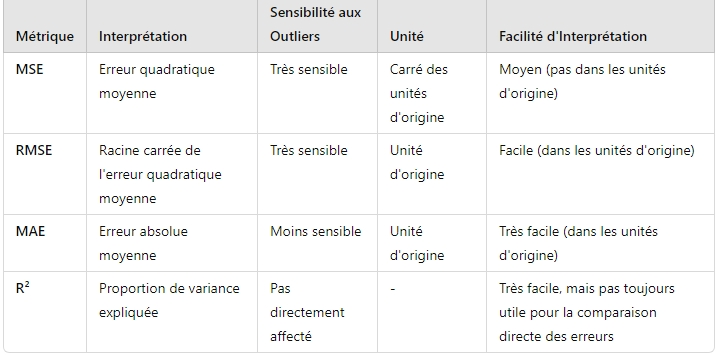 Métrique Interprétation Sensibilité aux Outliers Unité Facilité d'Interprétation
MSE Erreur quadratique moyenne Très sensible Carré des unités d'origine Moyen (pas dans les unités d'origine)
RMSE Racine carrée de l'erreur quadratique moyenne Très sensible Unité d'origine Facile (dans les unités d'origine)
MAE Erreur absolue moyenne Moins sensible Unité d'origine Très facile (dans les unités d'origine)
R² Proportion de variance expliquée Pas directement affecté - Très facile, mais pas toujours utile pour la comparaison directe des erreurs